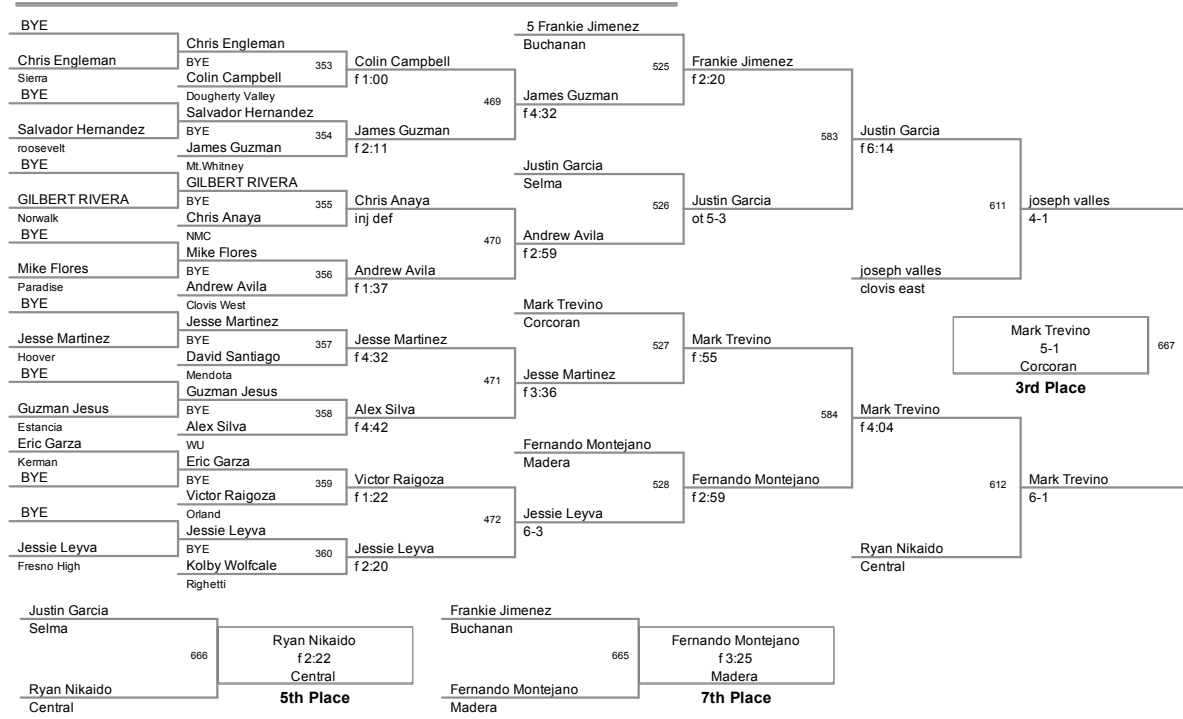 BYE
Chris Engleman
Sierra
BYE
Salvador Hernandez
roosevelt
BYE
GILBERT RIVERA
Norwalk
BYE
Mike Flores
Paradise
BYE
Jesse Martinez
Hoover
BYE
Guzman Jesus
Estancia
Eric Garza
Kerman
BYE
BYE
Jessie Leyva
Fresno High
Chris Engleman
BYE
353
Colin Campbell
Dougherty Valley
Salvador Hernandez
BYE
354
James Guzman
Mt.Whitney
GILBERT RIVERA
BYE
355
Chris Anaya
NMC
Mike Flores
BYE
356
Andrew Avila
Clovis West
Jesse Martinez
BYE
357
David Santiago
Mendota
Guzman Jesus
BYE
358
Alex Silva
WU
Eric Garza
BYE
359
Victor Raigoza
Orland
Jessie Leyva
BYE
360
Kolby Wolfcale
Righetti
Colin Campbell
f 1:00
469
James Guzman
f 2:11
Chris Anaya
inj def
470
Andrew Avila
f 1:37
Jesse Martinez
f 4:32
471
Alex Silva
f 4:42
Victor Raigoza
f 1:22
472
Jessie Leyva
f 2:20
5 Frankie Jimenez
Buchanan
525
James Guzman
f 4:32
Justin Garcia
Selma
526
Andrew Avila
f 2:59
Mark Trevino
Corcoran
527
Jesse Martinez
f 3:36
Fernando Montejano
Madera
528
Jessie Leyva
6-3
Frankie Jimenez
f 2:20
583
Justin Garcia
ot 5-3
Mark Trevino
f :55
584
Fernando Montejano
f 2:59
Justin Garcia
f 6:14
611
joseph valles
clovis east
Mark Trevino
f 4:04
612
Ryan Nikaido
Central
joseph valles
4-1
Mark Trevino
5-1
Corcoran
667
3rd Place
Mark Trevino
6-1
Justin Garcia
Selma
666
Ryan Nikaido
Central
Ryan Nikaido
f 2:22
Central
5th Place
Frankie Jimenez
Buchanan
665
Fernando Montejano
Madera
Fernando Montejano
f 3:25
Madera
7th Place